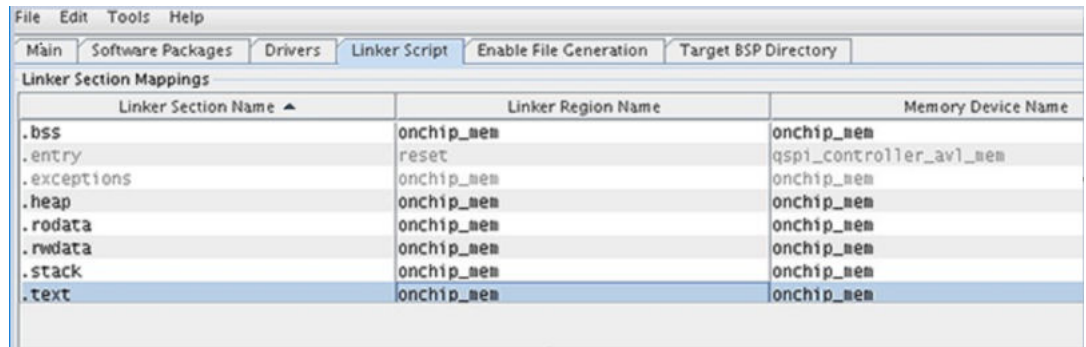 File Edit Tools Help
Main Software Packages Drivers Linker Script Enable File Generation Target BSP Directory
Linker Section Mappings
Linker Section Name Linker Region Name Memory Device Name
.bss onchip_mem onchip_mem
.entry reset qspi_controller_avl_mem
.exceptions onchip_mem onchip_mem
.heap onchip_mem onchip_mem
.rodata onchip_mem onchip_mem
.rwdata onchip_mem onchip_mem
.stack onchip_mem onchip_mem
.text onchip_mem onchip_mem